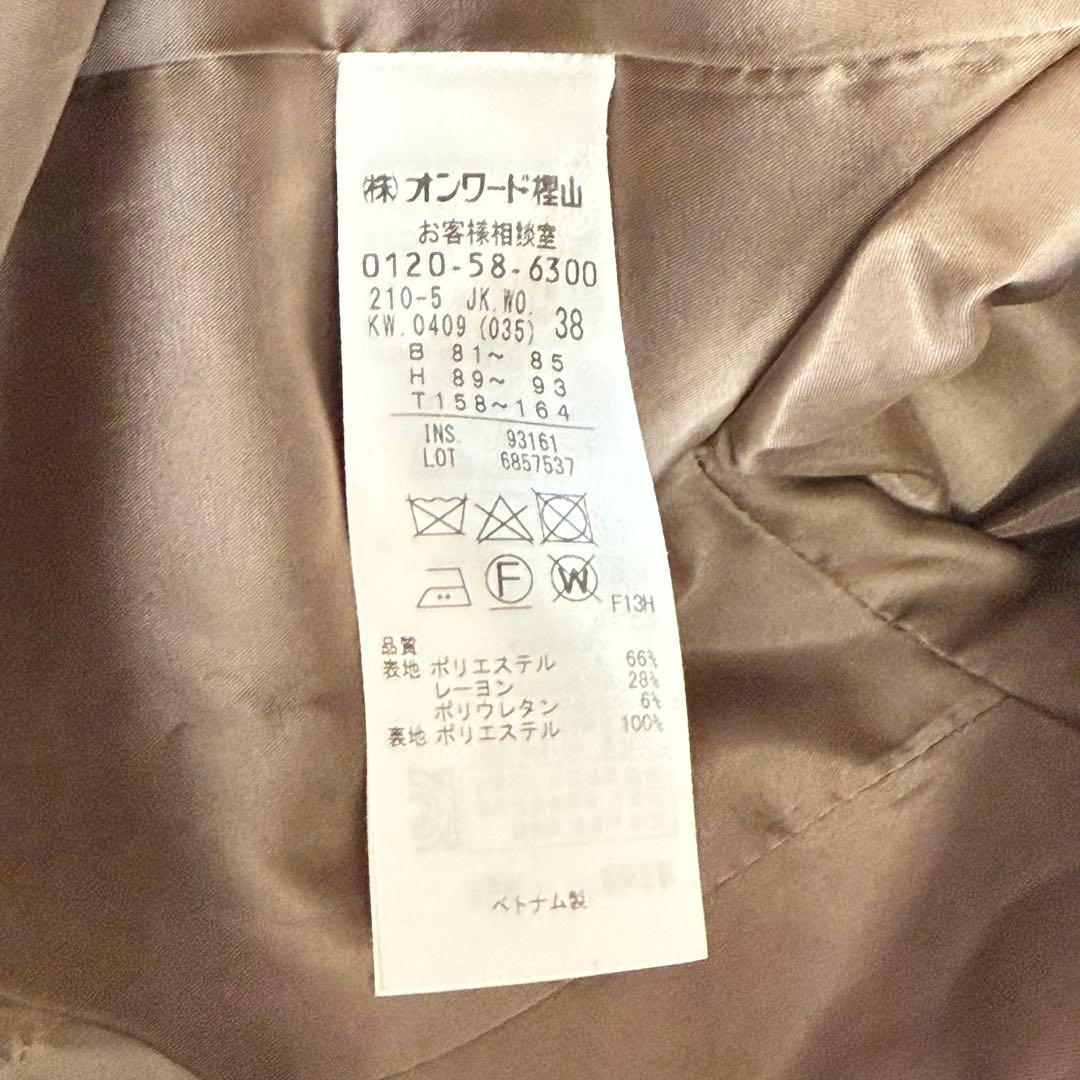 ㈱オンワード樫山
お客様相談室
0120-58-6300
210-5 JK.WO.
KW.0409 (035) 38
B 81~ 85
H 89~ 93
T158~164
INS. 93161
LOT 6857537
F
W
F13H
品質
表地 ポリエステル 66%
レーヨン 28%
ポリウレタン 6%
裏地 ポリエステル 100%
ベトナム製